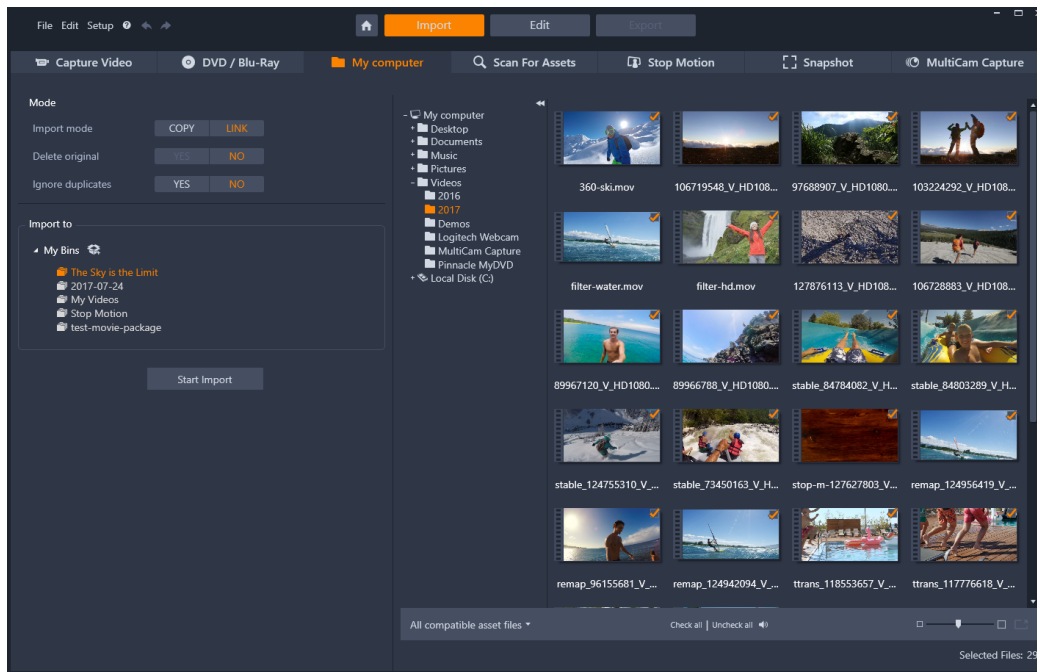 File Edit Setup ?
Import Edit Export
Capture Video DVD / Blu-Ray My computer Scan For Assets Stop Motion Snapshot MultiCam Capture
Mode
Import mode COPY LINK
Delete original YES NO
Ignore duplicates YES NO
Import to
My Bins
The Sky is the Limit
2017-07-24
My Videos
Stop Motion
test-movie-package
Start Import
My computer
Desktop
Documents
Music
Pictures
Videos
2016
2017
Demos
Logitech Webcam
MultiCam Capture
Pinnacle MyDVD
Local Disk (C:)
360-ski.mov 106719548_V_HD108... 97688907_V_HD1080.... 103224292_V_HD108...
filter-water.mov filter-hd.mov 127876113_V_HD108... 106728883_V_HD108...
89967120_V_HD1080.... 89966788_V_HD1080.... stable_84784082_V_H... stable_84803289_V_H...
stable_124755310_V_... stable_73450163_V_H... stop-m-127627803_V... remap_124956419_V...
remap_96155681_V_... remap_124942094_V... ttrans_118553657_V... ttrans_117776618_V...
All compatible asset files Check all | Uncheck all
Selected Files: 29